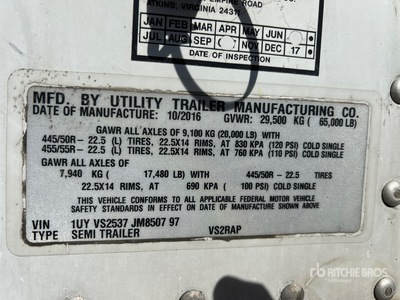 EMPIRE ROAD
ATKINS, VIRGINIA 24311
JAN FEB MAR APR MAY JUN
JUL AUG SEP NOV DEC 17
DATE OF INSPECTION
MFD. BY UTILITY TRAILER MANUFACTURING CO.
DATE OF MANUFACTURE: 10/2016 GVWR: 29,500 KG ( 65,000 LB)
GAWR ALL AXLES OF 9,100 KG (20,000 LB) WITH
445/50R - 22.5 (L) TIRES, 22.5X14 RIMS, AT 830 KPA (120 PSI) COLD SINGLE
455/55R - 22.5 (L) TIRES, 22.5X14 RIMS, AT 760 KPA (110 PSI) COLD SINGLE
GAWR ALL AXLES OF
7,940 KG ( 17,480 LB) WITH 445/50R - 22.5 TIRES
22.5X14 RIMS, AT 690 KPA ( 100 PSI) COLD SINGLE
THIS VEHICLE CONFORMS TO ALL APPLICABLE FEDERAL MOTOR VEHICLE
SAFETY STANDARDS IN EFFECT ON DATE OF MANUFACTURE SHOWN ABOVE
VIN 1UY VS2537 JM8507 97
TYPE SEMI TRAILER VS2RAP
rb
Ritchie Bros.